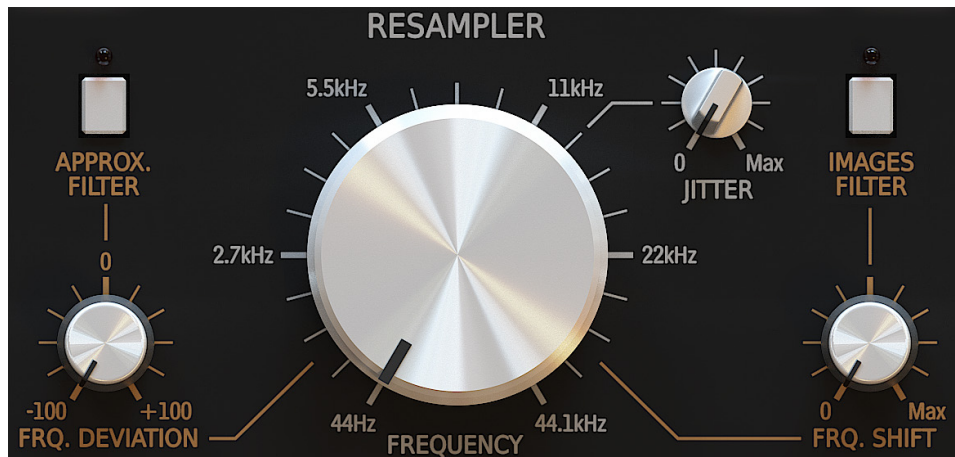 RESAMPLER
5.5kHz
11kHz
APPROX.
FILTER
0
Max
JITTER
IMAGES
FILTER
0
2.7kHz
22kHz
-100
+100
FRQ. DEVIATION
44Hz
44.1kHz
FREQUENCY
0
Max
FRQ. SHIFT